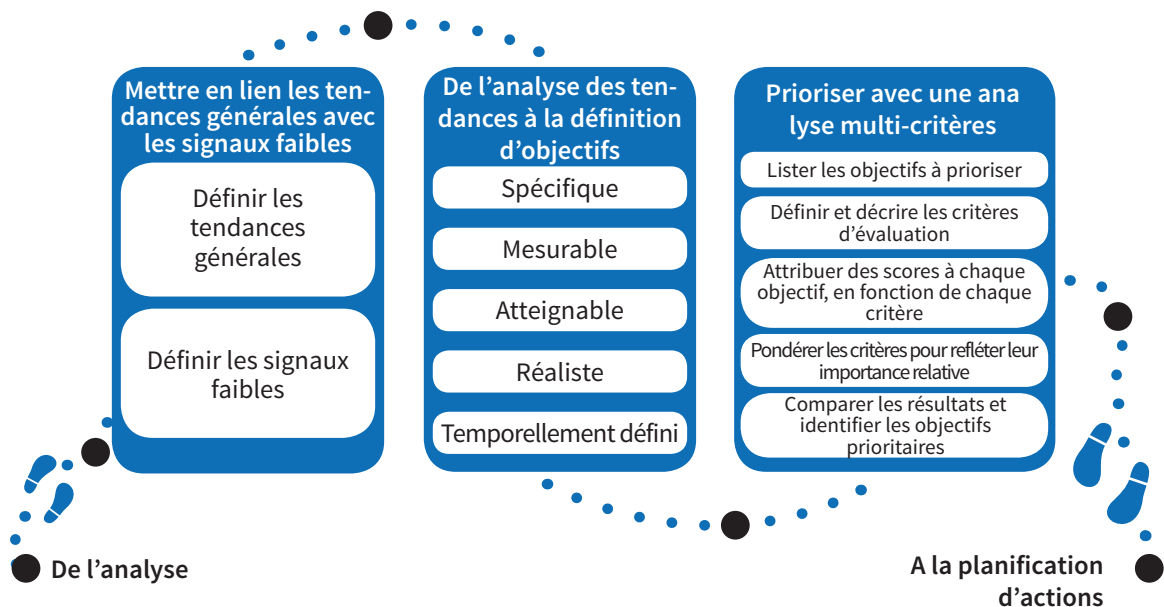 Mettre en lien les ten-
dances générales avec
les signaux faibles
Définir les
tendances
générales
Définir les signaux
faibles
De l’analyse des ten-
dances à la définition
d’objectifs
Spécifique
Mesurable
Atteignable
Réaliste
Temporellement défini
Prioriser avec une ana
lyse multi-critères
Lister les objectifs à prioriser
Définir et décrire les critères
d’évaluation
Attribuer des scores à chaque
objectif, en fonction de chaque
critère
Pondérer les critères pour refléter leur
importance relative
Comparer les résultats et
identifier les objectifs
prioritaires
De l’analyse
A la planification
d’actions